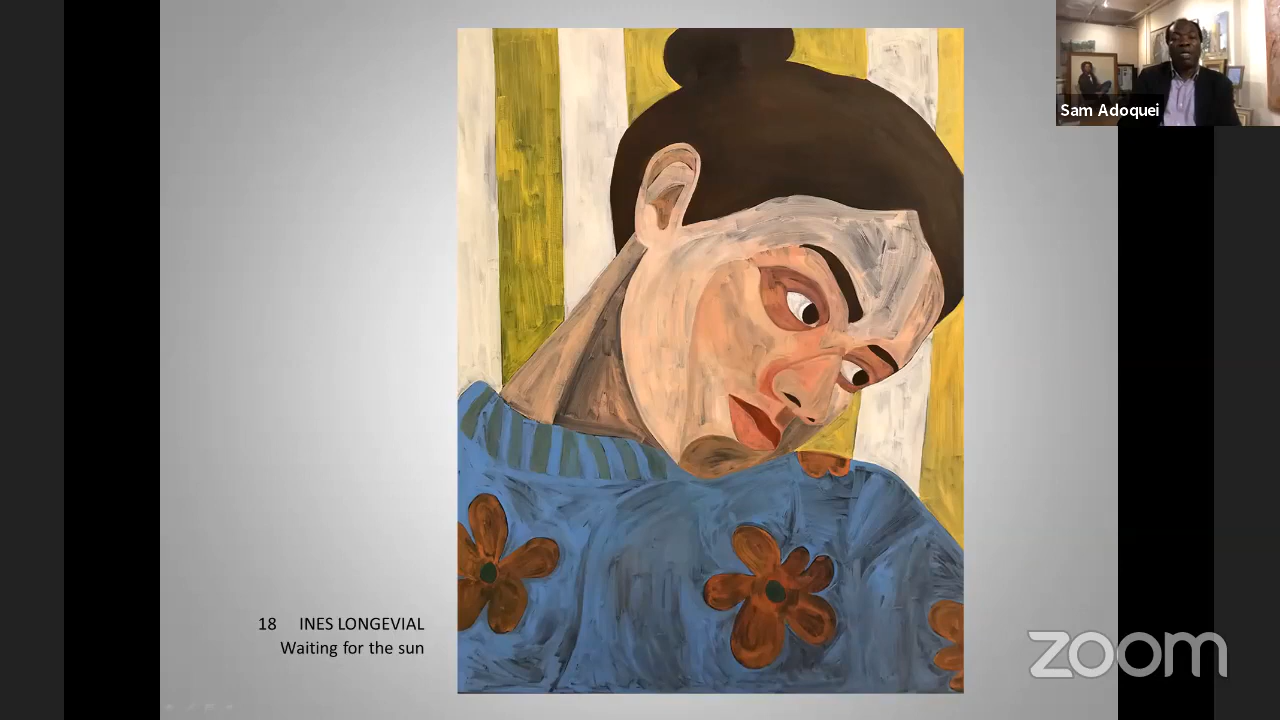 Sam Adoquei
18 INES LONGEVIAL
Waiting for the sun
zoom